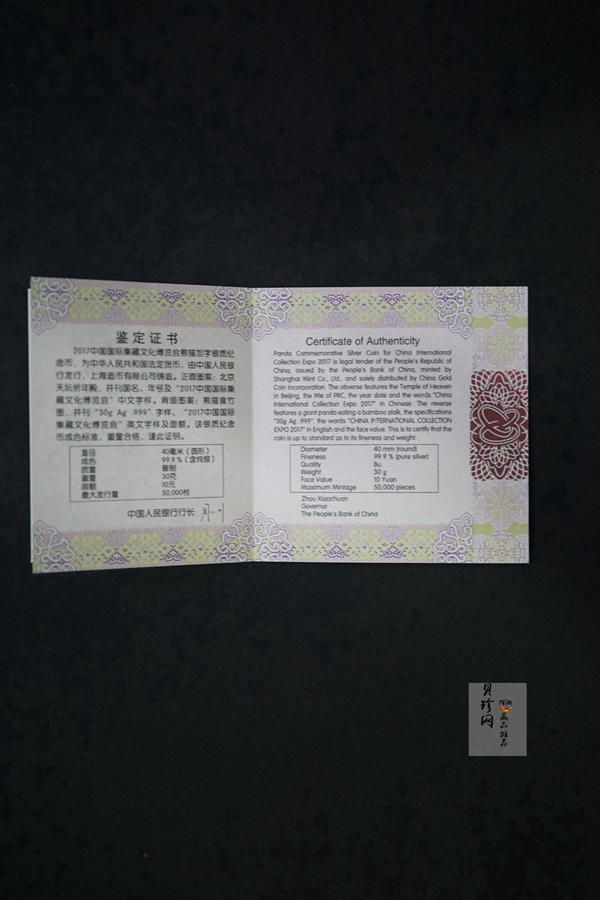 鉴定证书
2017中国国际集藏文化博览会熊猫加字银质纪
念币，为中华人民共和国法定货币，由中国人民银
行发行，上海造币有限公司铸造。正面图案：北京
天坛祈年殿，并刊国名、年号及“2017中国国际集
藏文化博览会”中文字样。背面图案：熊猫食竹
图，并刊“30g Ag .999”字样、“2017中国国际
集藏文化博览会”英文字样及面额。该银质纪念
币成色标准、重量合格，谨此证明。
直径 40毫米（圆形）
成色 99.9％（含纯银）
质量 普制
重量 30克
面额 10元
最大发行量 50,000枚
中国人民银行行长
Certificate of Authenticity
Panda Commemorative Silver Coin for China International
Collection Expo 2017 is legal tender of the People's Republic of
China, issued by the People's Bank of China, minted by
Shanghai Mint Co., Ltd., and solely distributed by China Gold
Coin Incorporation. The obverse features the Temple of Heaven
in Beijing, the title of PRC, the year date and the words "China
International Collection Expo 2017" in Chinese. The reverse
features a giant panda eating a bamboo stalk, the specifications
"30g Ag .999", the words "CHINA INTERNATIONAL COLLECTION
EXPO 2017" in English and the face value. This is to certify that the
coin is up to standard as to its fineness and weight.
Diameter 40 mm (round)
Fineness 99.9 % (pure silver)
Quality Bu
Weight 30 g
Face Value 10 Yuan
Maximum Mintage 50,000 pieces
Zhou Xiaochuan
Governor
The People's Bank of China
贝珍网
藏品推荐